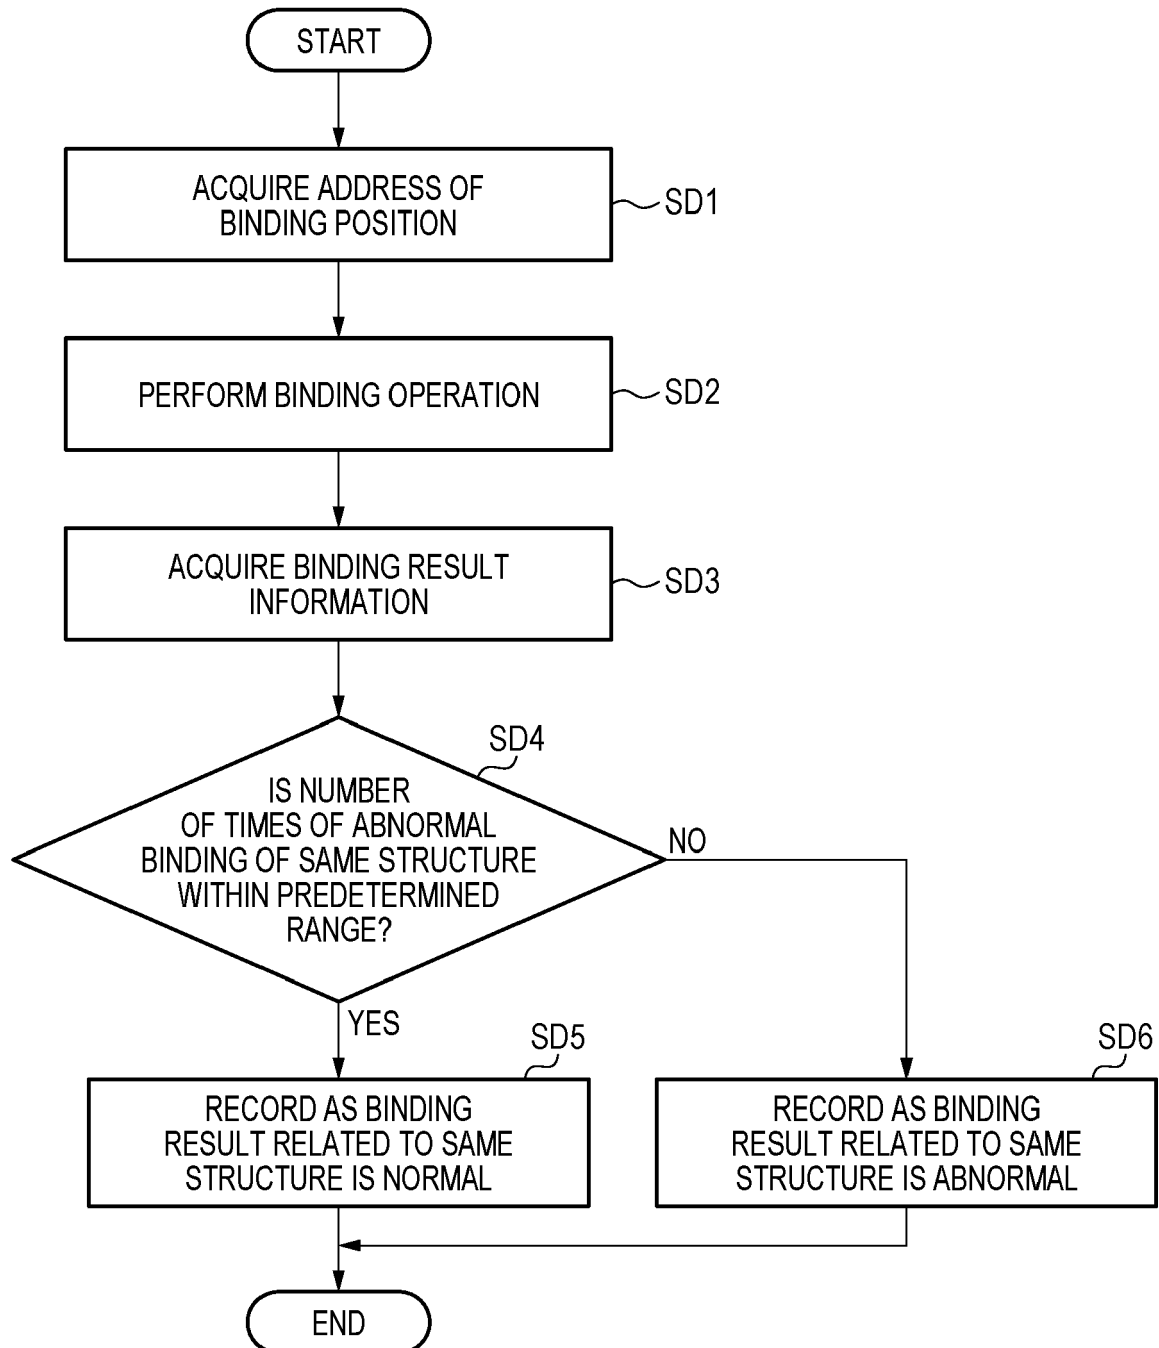 START
ACQUIRE ADDRESS OF
BINDING POSITION
SD1
PERFORM BINDING OPERATION
SD2
ACQUIRE BINDING RESULT
INFORMATION
SD3
SD4
IS NUMBER
OF TIMES OF ABNORMAL
BINDING OF SAME STRUCTURE
WITHIN PREDETERMINED
RANGE?
NO
YES
SD5
RECORD AS BINDING
RESULT RELATED TO SAME
STRUCTURE IS NORMAL
SD6
RECORD AS BINDING
RESULT RELATED TO SAME
STRUCTURE IS ABNORMAL
END